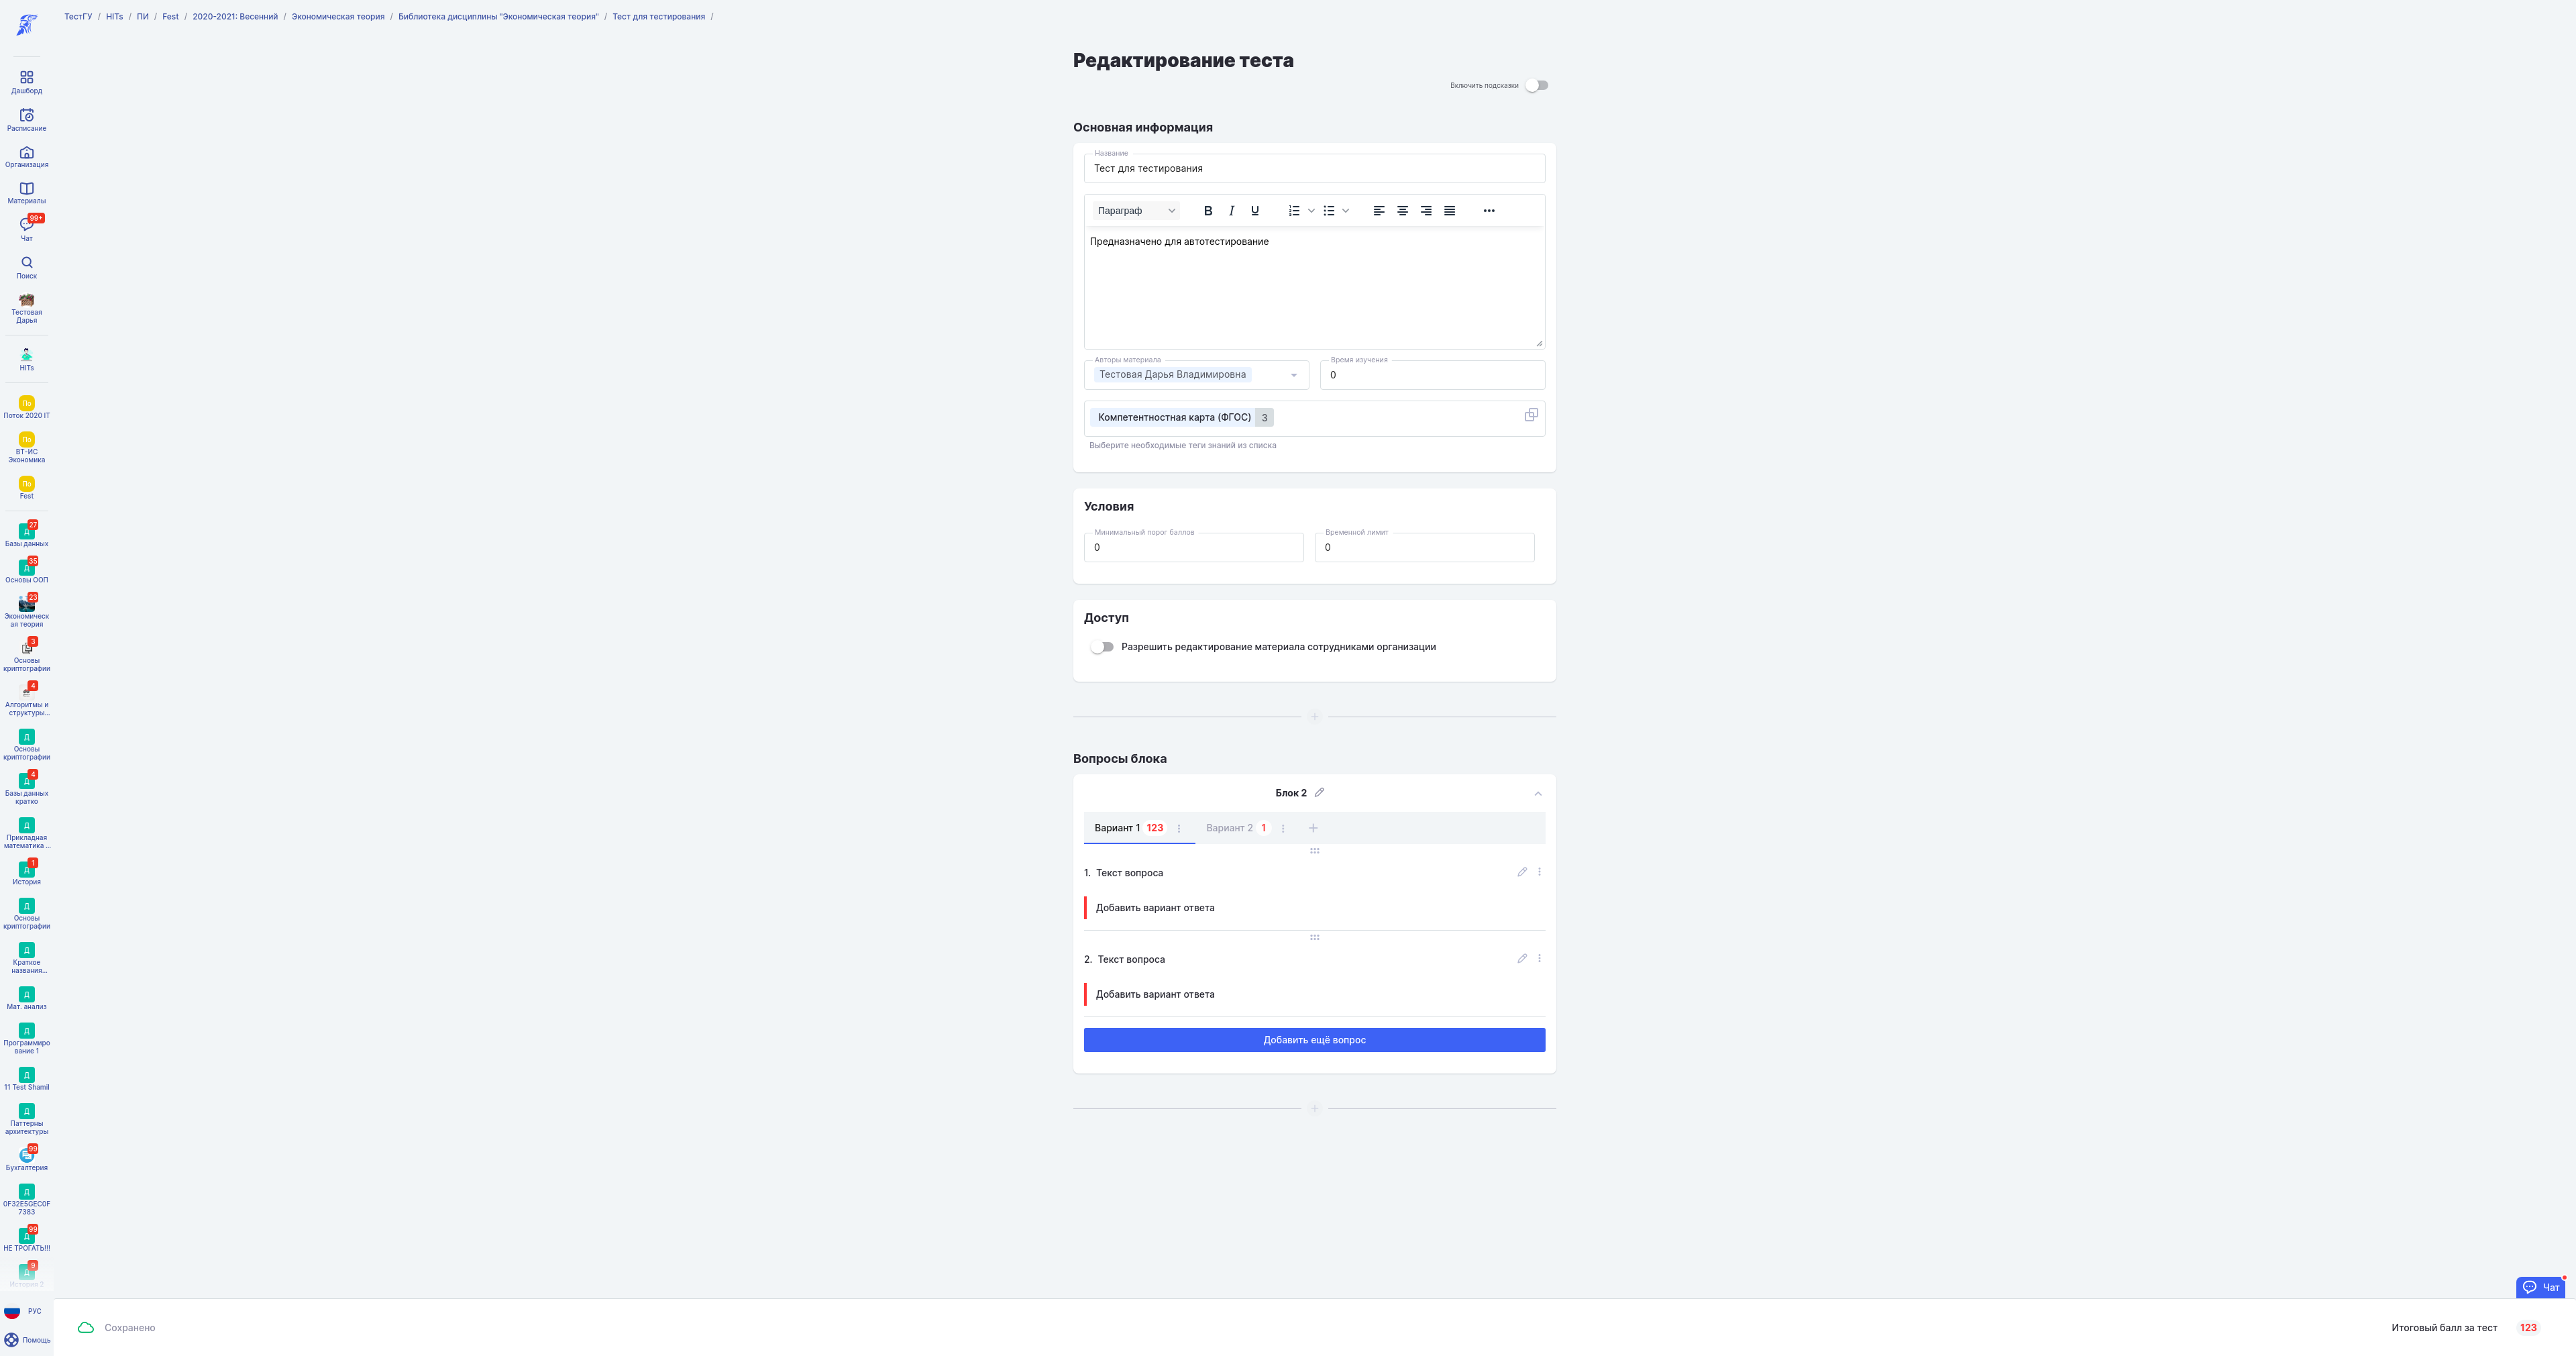 ТестГУ / HITs / ПИ / Fest / 2020-2021: Весенний / Экономическая теория / Библиотека дисциплины "Экономическая теория" / Тест для тестирования /
Дашборд
Расписание
Организация
Материалы
99+
Чат
Поиск
Тестовая
Дарья
HITs
По
Поток 2020 IT
По
ВТ-ИС
Экономика
По
Fest
27
Д
Базы данных
35
Д
Основы ООП
23
Экономическ
ая теория
3
Основы
криптографии
4
Алгоритмы и
структуры...
Д
Основы
криптографии
4
Д
Базы данных
кратко
Д
Прикладная
математика ...
1
Д
История
Д
Основы
криптографии
Д
Краткое
названия...
Д
Мат. анализ
Д
Программиро
вание 1
Д
11 Test Shamil
Д
Паттерны
архитектуры
99
Бухгалтерия
Д
0F32E5GEC0F
7383
99
Д
НЕ ТРОГАТЬ!!!
9
Д
История 2
РУС
Помощь
Редактирование теста
Включить подсказки
Основная информация
Название
Тест для тестирования
Параграф
Предназначено для автотестирование
Авторы материала
Тестовая Дарья Владимировна
Время изучения
0
Компетентностная карта (ФГОС) 3
Выберите необходимые теги знаний из списка
Условия
Минимальный порог баллов
0
Временной лимит
0
Доступ
Разрешить редактирование материала сотрудниками организации
Вопросы блока
Блок 2
Вариант 1 123 Вариант 2 1
1. Текст вопроса
Добавить вариант ответа
2. Текст вопроса
Добавить вариант ответа
Добавить ещё вопрос
Чат
Сохранено
Итоговый балл за тест 123